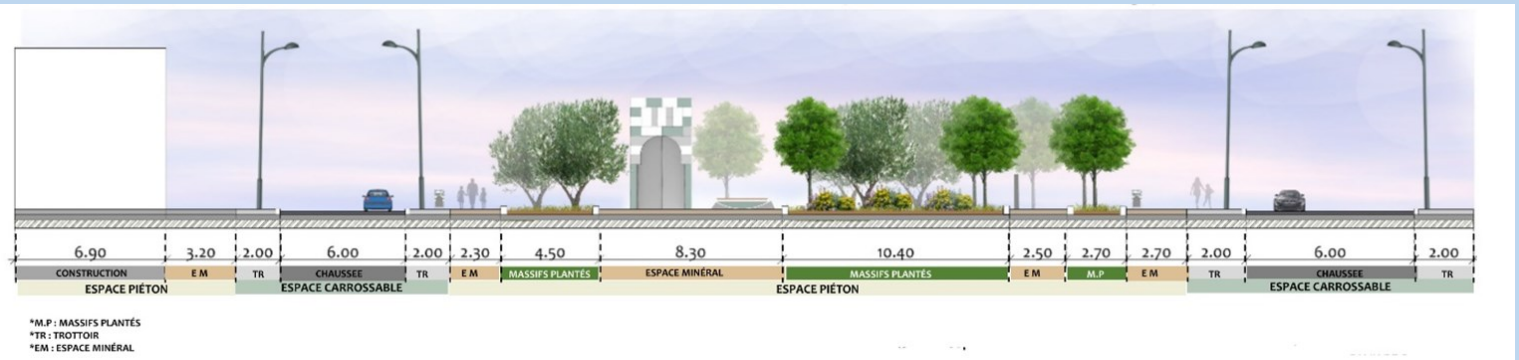 6.90 3.20 2.00 6.00 2.00 2.30 4.50 8.30 10.40 2.50 2.70 2.70 2.00 6.00 2.00
CONSTRUCTION E M TR CHAUSSEE TR E M MASSIFS PLANTÉS ESPACE MINÉRAL MASSIFS PLANTÉS E M M.P E M TR CHAUSSEE TR
ESPACE PIÉTON ESPACE CARROSSABLE ESPACE PIÉTON ESPACE CARROSSABLE
*M.P : MASSIFS PLANTÉS
*TR : TROTTOIR
*EM : ESPACE MINÉRAL